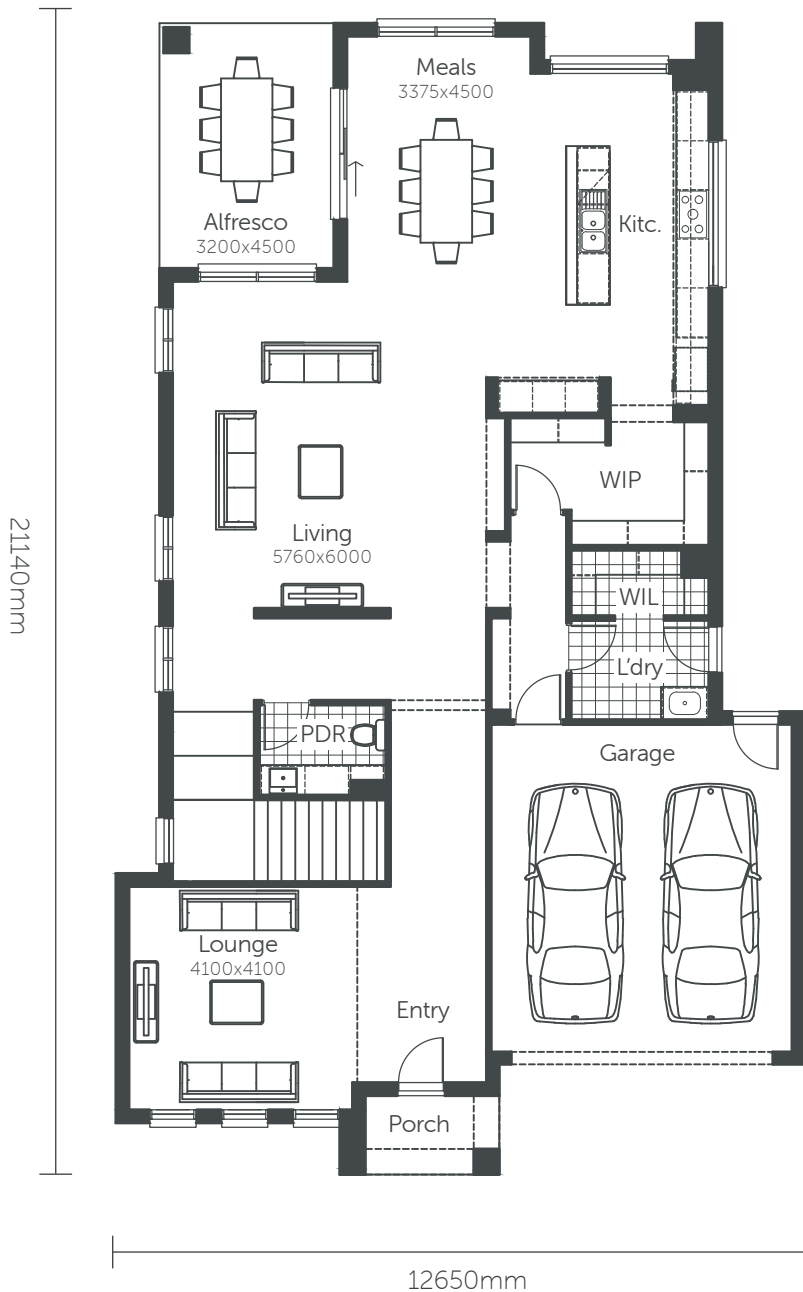 Meals
3375x4500
Alfresco
3200x4500
Kitc.
WIP
Living
5760x6000
WIL
L'dry
PDR
Garage
Lounge
4100x4100
Entry
Porch
21140mm
12650mm